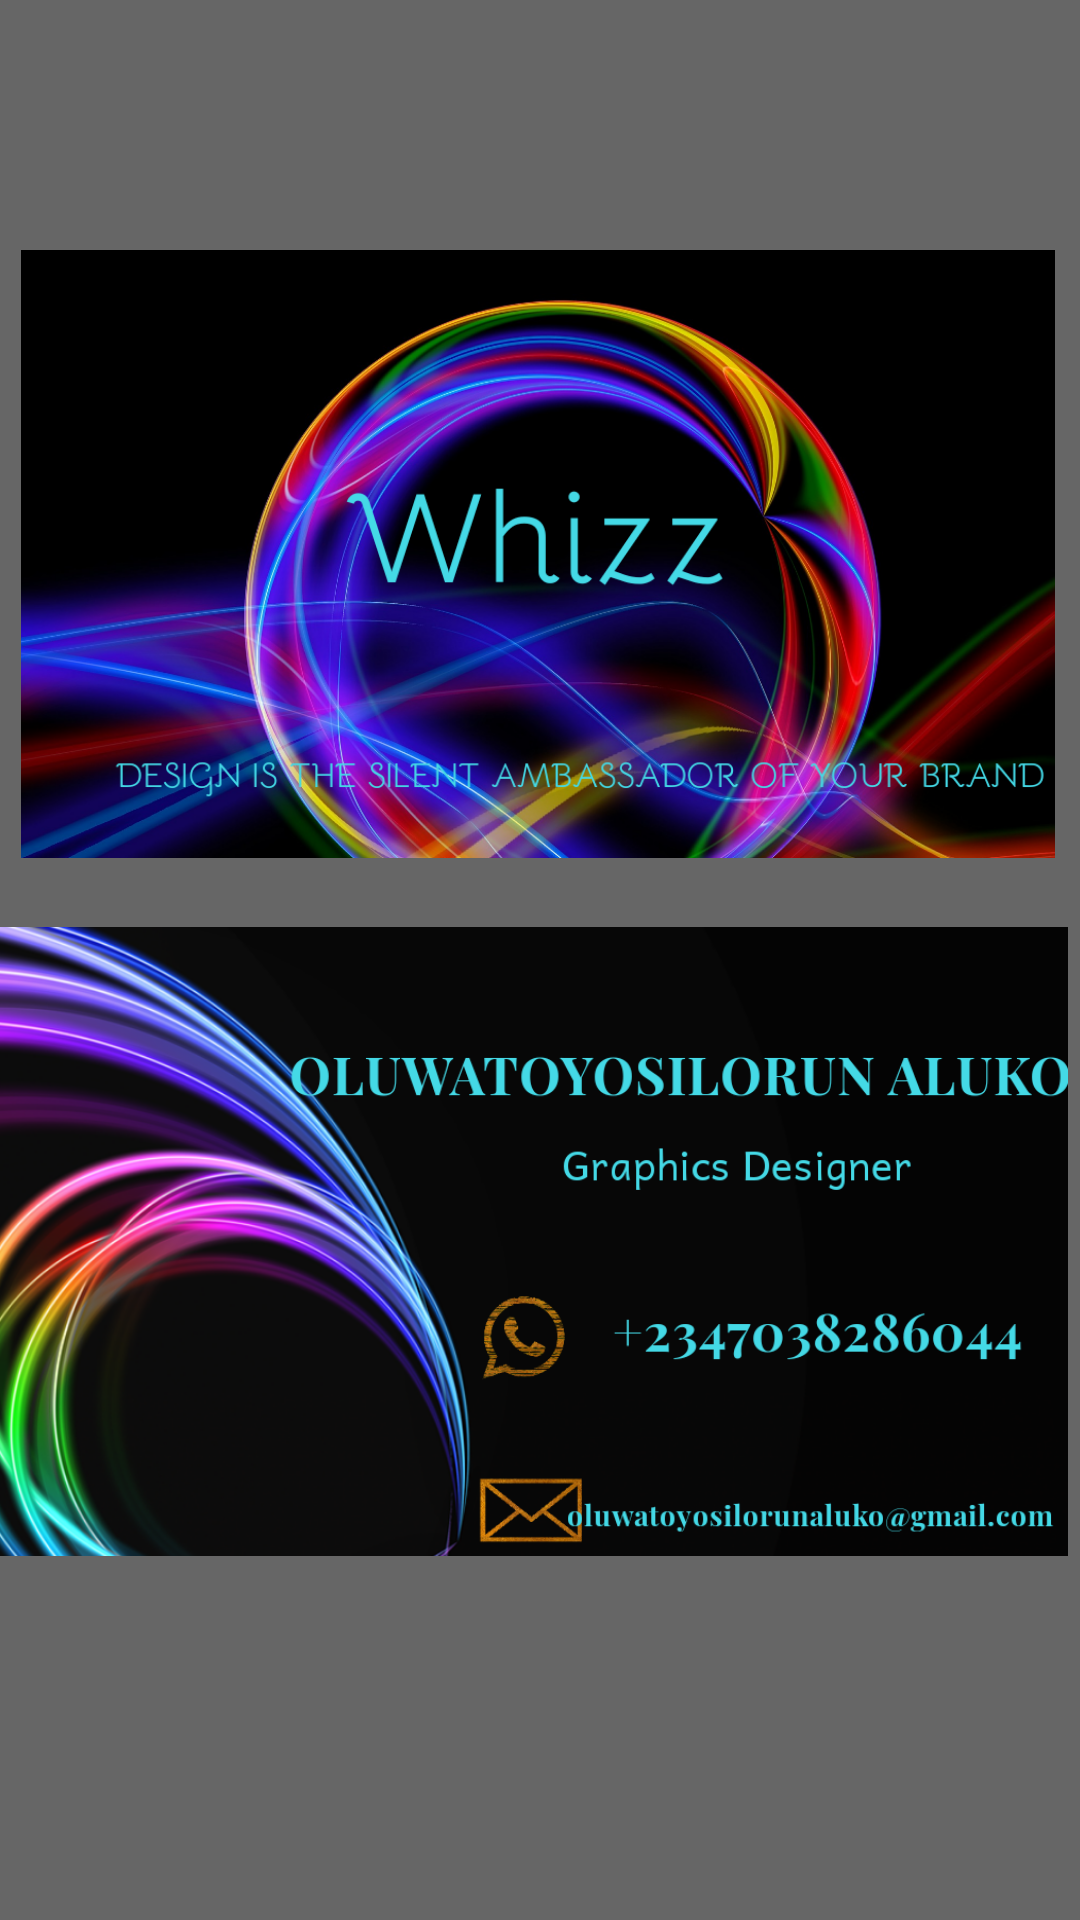 Whizz
DESIGN IS THE SILENT AMBASSADOR OF YOUR BRAND
OLUWATOYOSILORUN ALUKO
Graphics Designer
+2347038286044
oluwatoyosilorunaluko@gmail.com